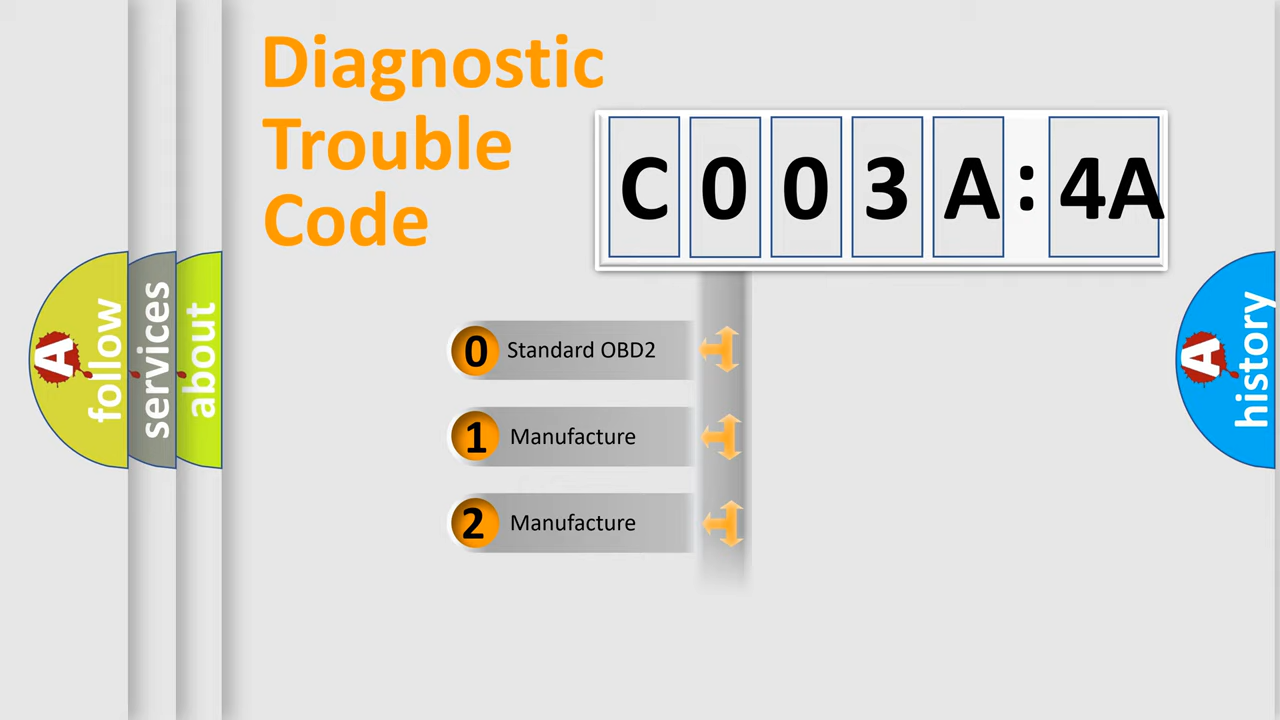 Diagnostic
Trouble
Code
C003A:4A
0 Standard OBD2
1 Manufacture
2 Manufacture
A follow
services
about
A history